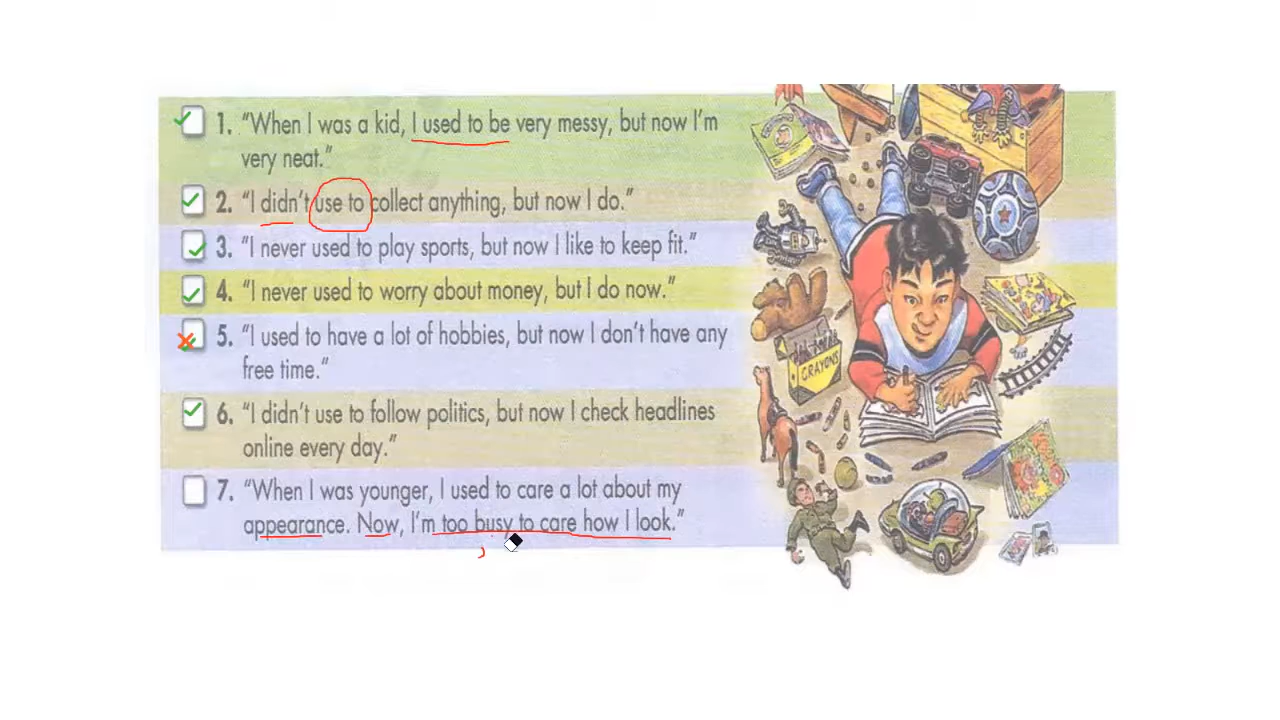 1. "When I was a kid, I used to be very messy, but now I'm
very neat."
2. "I didn't use to collect anything, but now I do."
3. "I never used to play sports, but now I like to keep fit."
4. "I never used to worry about money, but I do now."
5. "I used to have a lot of hobbies, but now I don't have any
free time."
6. "I didn't use to follow politics, but now I check headlines
online every day."
7. "When I was younger, I used to care a lot about my
appearance. Now, I'm too busy to care how I look."
CRAYONS